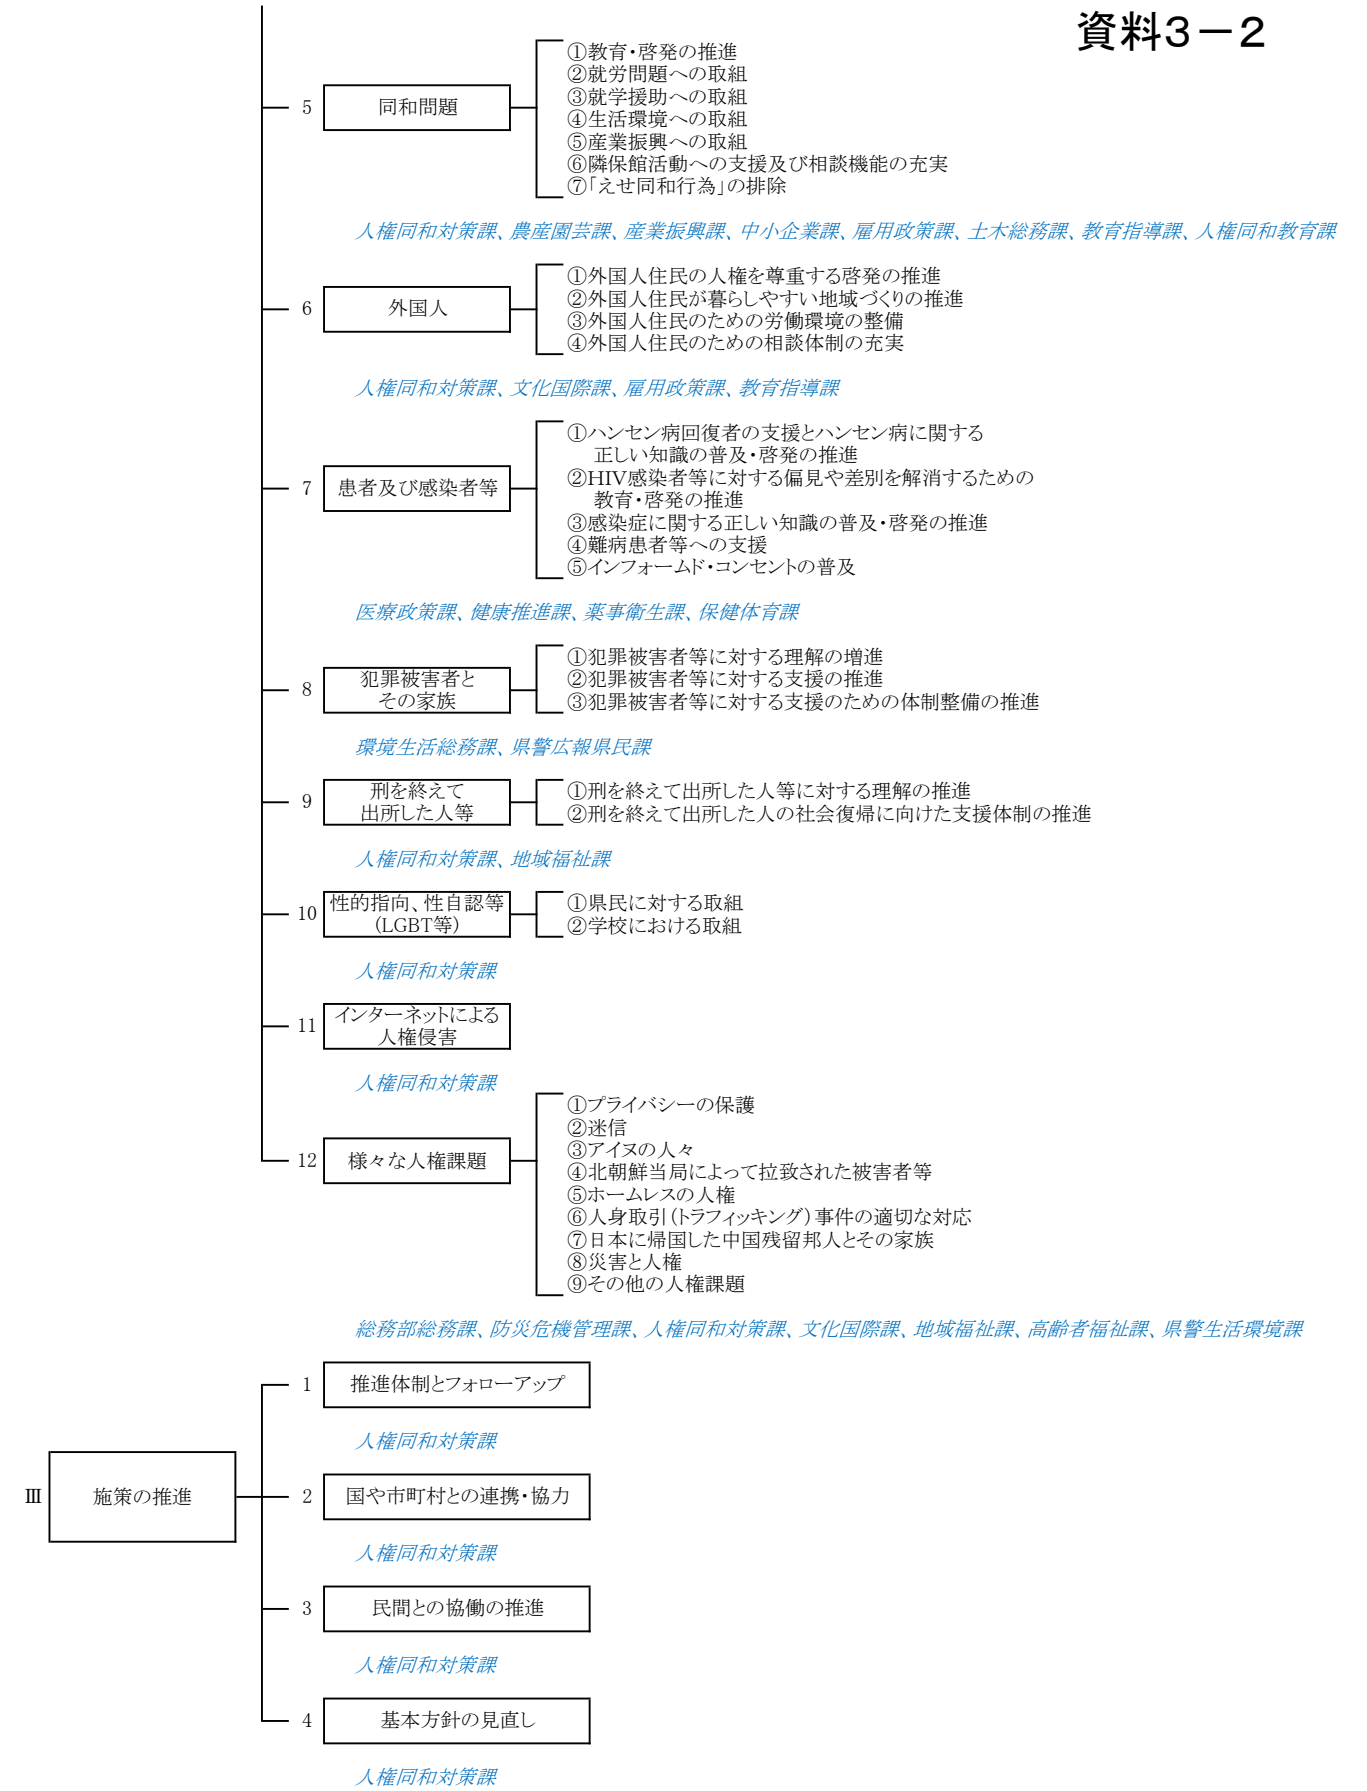 資料3－2
①教育・啓発の推進
②就労問題への取組
③就学援助への取組
④生活環境への取組
⑤産業振興への取組
⑥隣保館活動への支援及び相談機能の充実
⑦「えせ同和行為」の排除
5 同和問題
人権同和対策課、農産園芸課、産業振興課、中小企業課、雇用政策課、土木総務課、教育指導課、人権同和教育課
①外国人住民の人権を尊重する啓発の推進
②外国人住民が暮らしやすい地域づくりの推進
③外国人住民のための労働環境の整備
④外国人住民のための相談体制の充実
6 外国人
人権同和対策課、文化国際課、雇用政策課、教育指導課
①ハンセン病回復者の支援とハンセン病に関する
正しい知識の普及・啓発の推進
②HIV感染者等に対する偏見や差別を解消するための
教育・啓発の推進
③感染症に関する正しい知識の普及・啓発の推進
④難病患者等への支援
⑤インフォームド・コンセントの普及
7 患者及び感染者等
医療政策課、健康推進課、薬事衛生課、保健体育課
①犯罪被害者等に対する理解の増進
②犯罪被害者等に対する支援の推進
③犯罪被害者等に対する支援のための体制整備の推進
8 犯罪被害者と
その家族
環境生活総務課、県警広報県民課
9 刑を終えて
出所した人等
①刑を終えて出所した人等に対する理解の推進
②刑を終えて出所した人の社会復帰に向けた支援体制の推進
人権同和対策課、地域福祉課
10 性的指向、性自認等
(LGBT等)
①県民に対する取組
②学校における取組
人権同和対策課
11 インターネットによる
人権侵害
人権同和対策課
①プライバシーの保護
②迷信
③アイヌの人々
④北朝鮮当局によって拉致された被害者等
⑤ホームレスの人権
⑥人身取引（トラフィッキング）事件の適切な対応
⑦日本に帰国した中国残留邦人とその家族
⑧災害と人権
⑨その他の人権課題
12 様々な人権課題
総務部総務課、防災危機管理課、人権同和対策課、文化国際課、地域福祉課、高齢者福祉課、県警生活環境課
Ⅲ 施策の推進
1 推進体制とフォローアップ
人権同和対策課
2 国や市町村との連携・協力
人権同和対策課
3 民間との協働の推進
人権同和対策課
4 基本方針の見直し
人権同和対策課